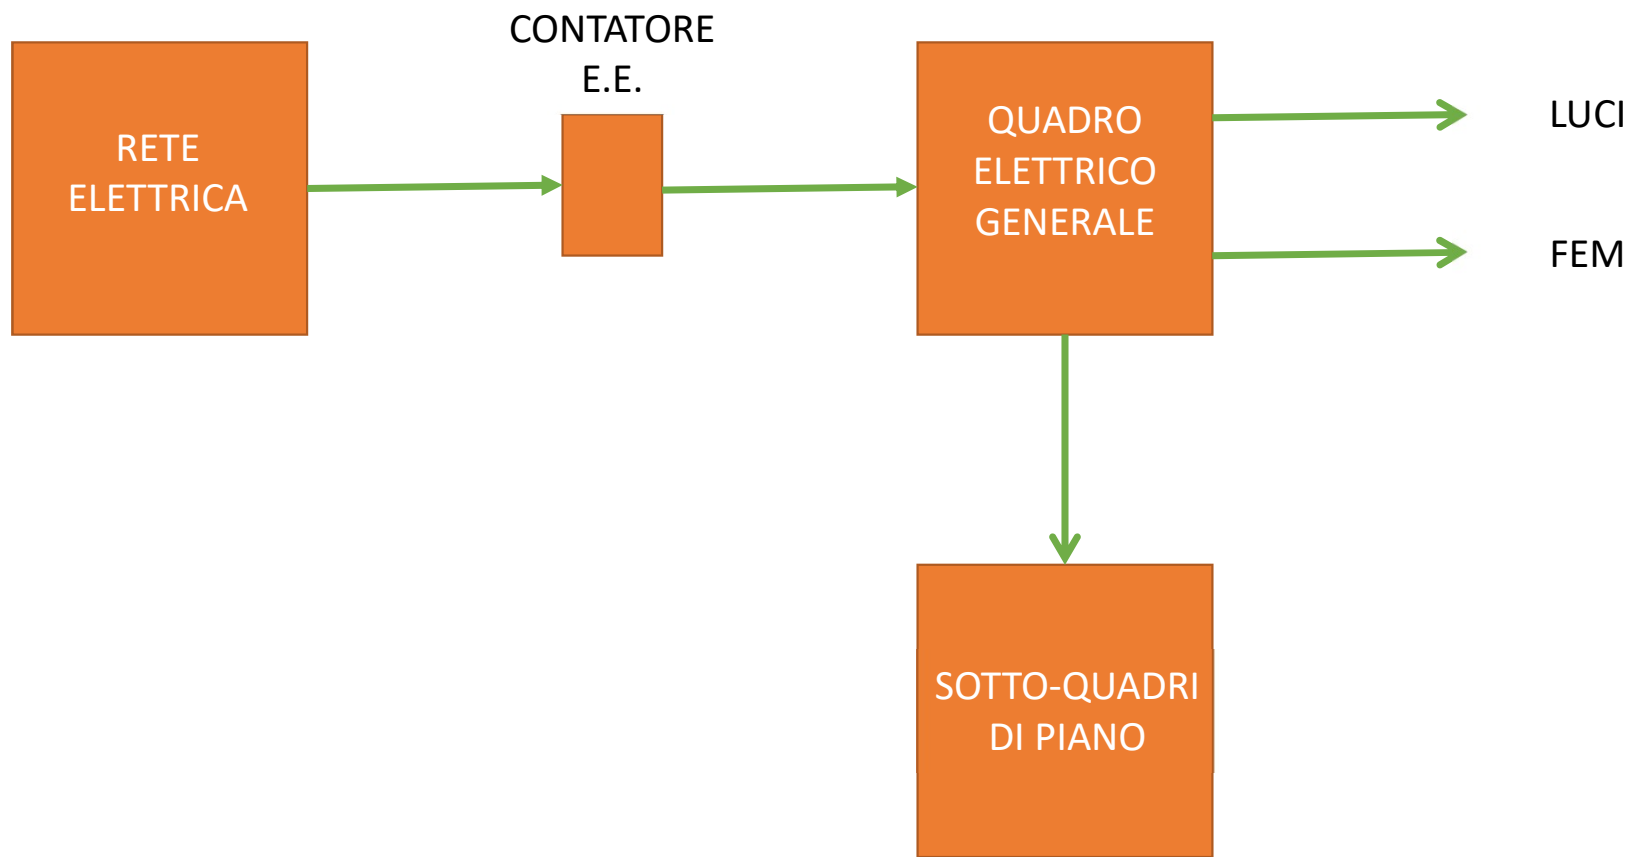 CONTATORE
E.E.
RETE
ELETTRICA
QUADRO
ELETTRICO
GENERALE
LUCI
FEM
SOTTO-QUADRI
DI PIANO